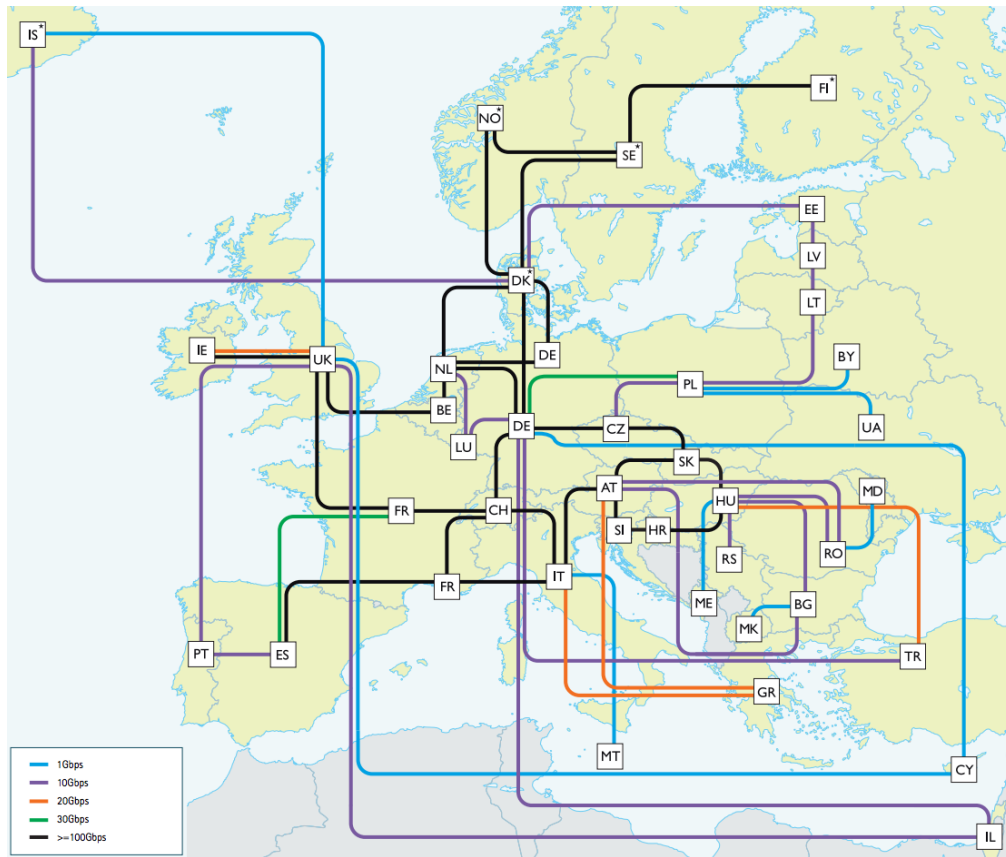 IS*
FI*
NO*
SE*
EE
LV
DK*
LT
IE
UK
DE
BY
NL
PL
BE
DE
CZ
UA
LU
SK
AT
MD
HU
FR
CH
SI
HR
RO
RS
FR
IT
ME
BG
MK
PT
ES
TR
GR
MT
CY
IL
1Gbps
10Gbps
20Gbps
30Gbps
>=100Gbps